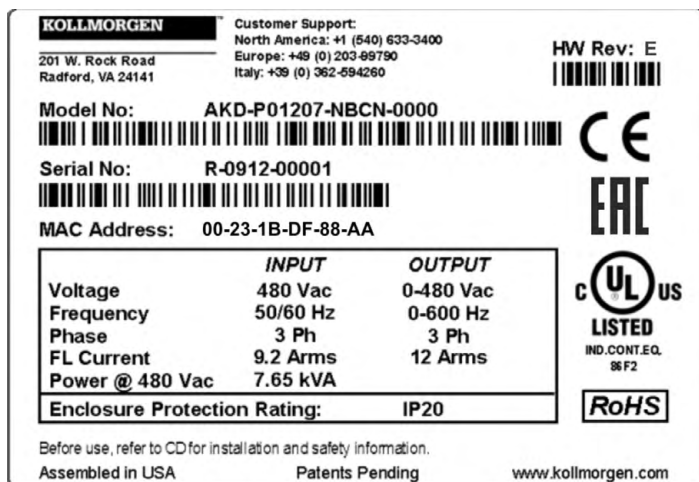 KOLLMORGEN
201 W. Rock Road
Radford, VA 24141
Customer Support:
North America: +1 (540) 633-3400
Europe: +49 (0) 203-99790
Italy: +39 (0) 362-594260
HW Rev: E
Model No: AKD-P01207-NBCN-0000
Serial No: R-0912-00001
MAC Address: 00-23-1B-DF-88-AA
CE
EAC
INPUT OUTPUT
Voltage 480 Vac 0-480 Vac
Frequency 50/60 Hz 0-600 Hz
Phase 3 Ph 3 Ph
FL Current 9.2 Arms 12 Arms
Power @ 480 Vac 7.65 kVA
Enclosure Protection Rating: IP20
C UL US
LISTED
IND.CONT.EQ.
86F2
RoHS
Before use, refer to CD for installation and safety information.
Assembled in USA Patents Pending www.kollmorgen.com